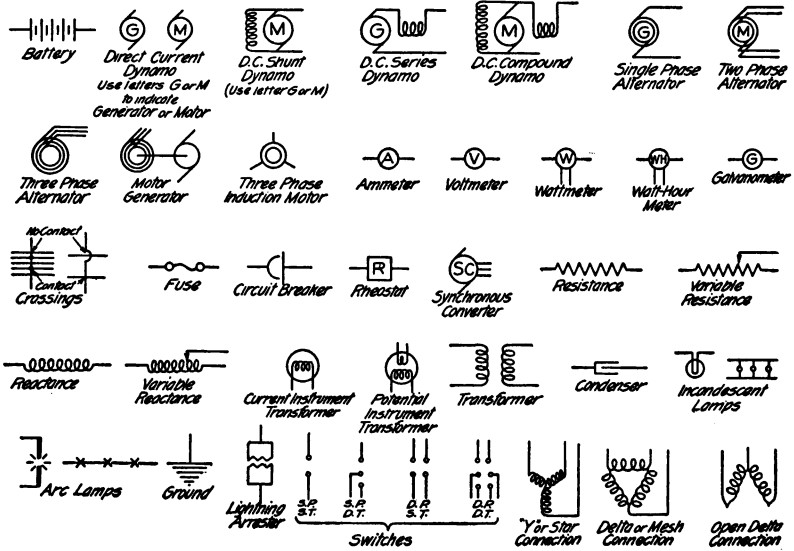 G M M G M G M
Battery
Direct Current
Dynamo
Use letters G or M
to indicate
Generator or Motor
D.C. Shunt
Dynamo
(Use letter G or M)
D.C. Series
Dynamo
D.C. Compound
Dynamo
Single Phase
Alternator
Two Phase
Alternator
A V W WH G
Three Phase
Alternator
Motor
Generator
Three Phase
Induction Motor
Ammeter
Voltmeter
Wattmeter
Watt-Hour
Meter
Galvanometer
No Contact
Contact
Crossings
Fuse
Circuit Breaker
R
Rheostat
SC
Synchronous
Converter
Resistance
Variable
Resistance
Reactance
Variable
Reactance
Current Instrument
Transformer
Potential
Instrument
Transformer
Transformer
Condenser
Incandescent
Lamps
Arc Lamps
Ground
Lightning
Arrester
S.P.
S.T.
S.P.
D.T.
D.P.
S.T.
D.P.
D.T.
Switches
"Y" or Star
Connection
Delta or Mesh
Connection
Open Delta
Connection